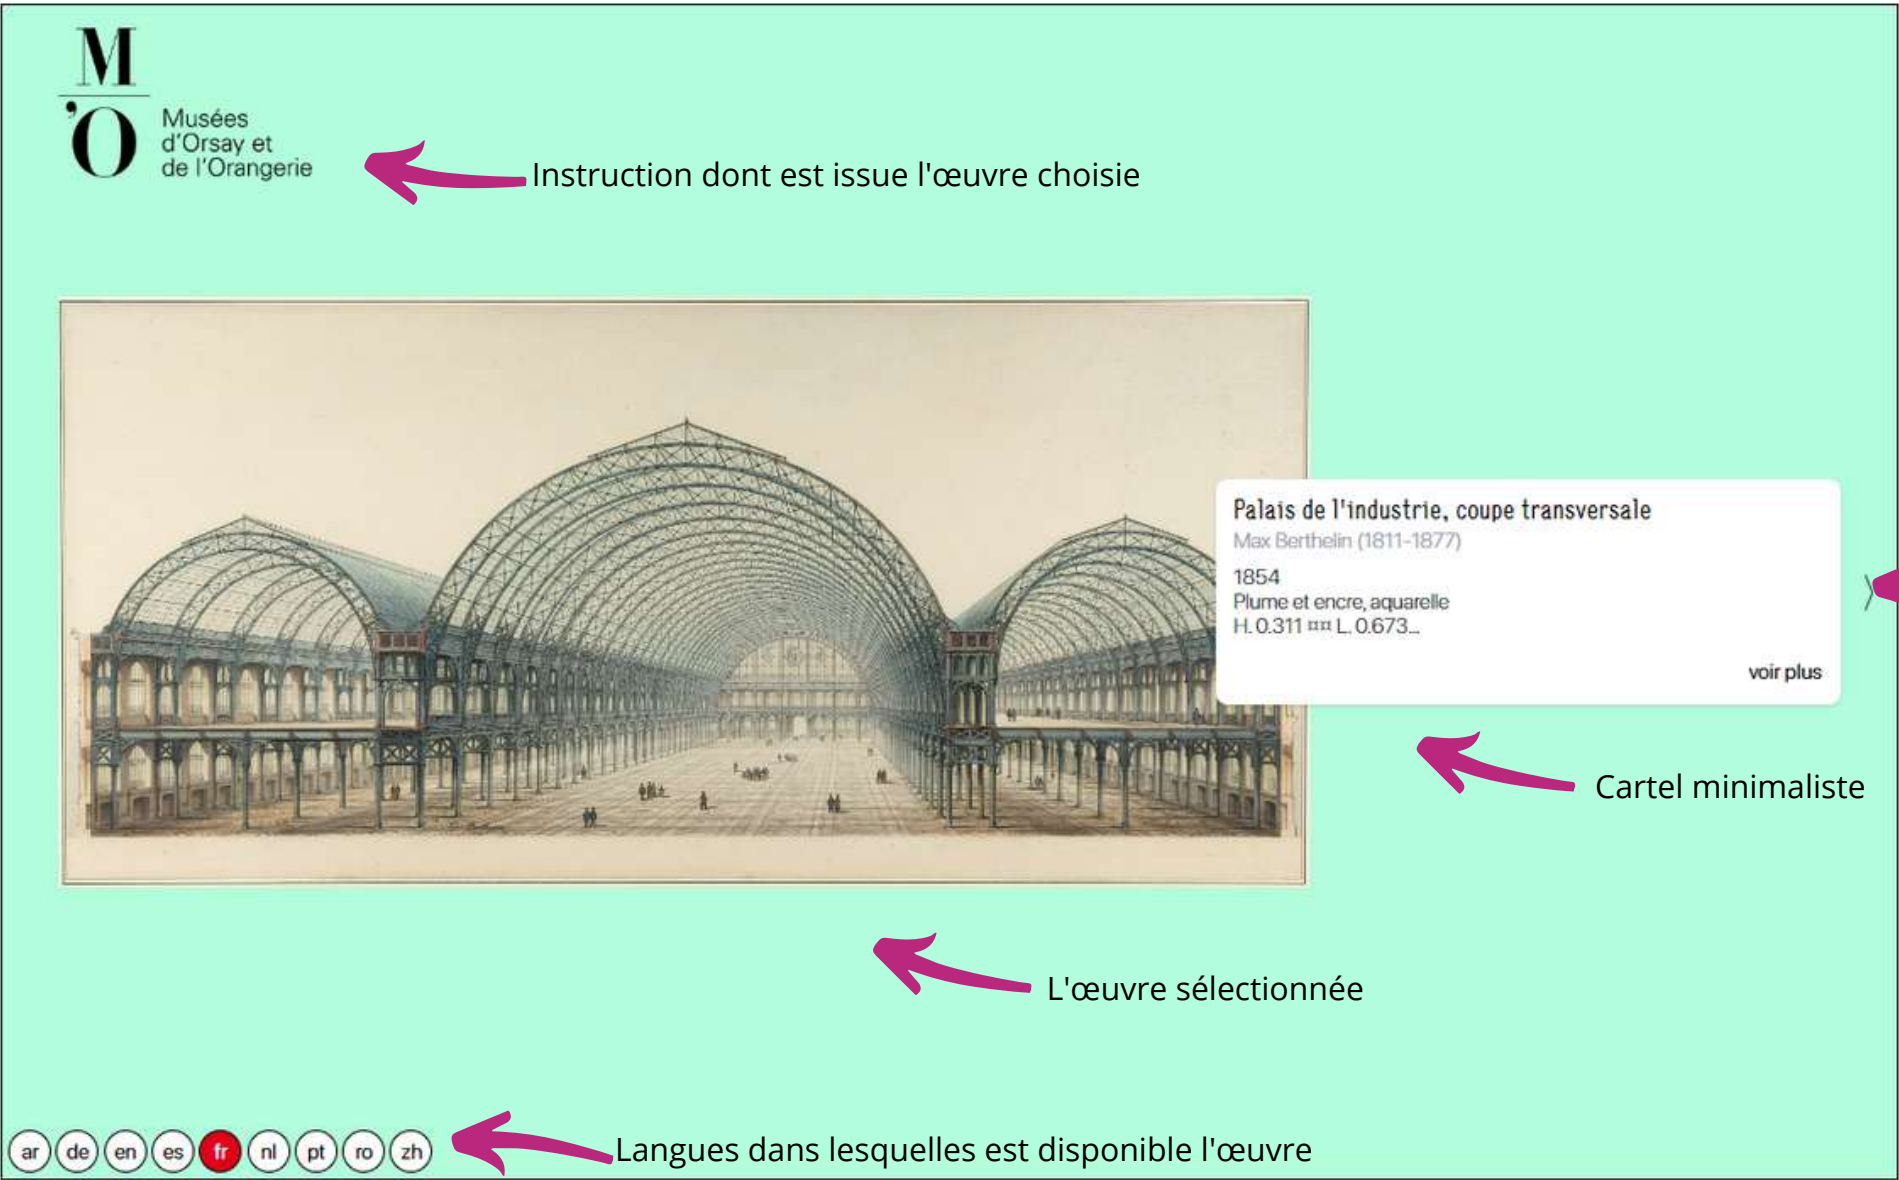 M
'O
Musées
d'Orsay et
de l'Orangerie
Instruction dont est issue l'œuvre choisie
Palais de l'industrie, coupe transversale
Max Berthelin (1811-1877)
1854
Plume et encre, aquarelle
H. 0.311 ¤¤ L. 0.673...
voir plus
Cartel minimaliste
L'œuvre sélectionnée
ar de en es fr nl pt ro zh
Langues dans lesquelles est disponible l'œuvre